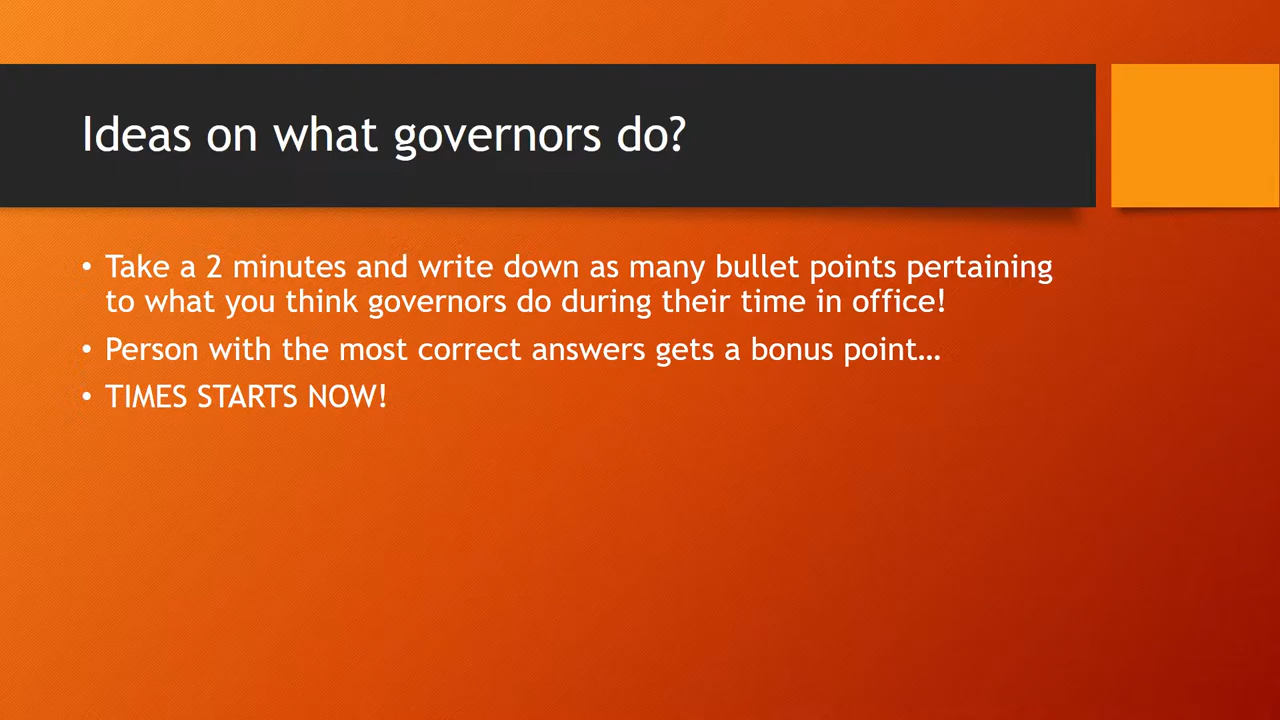 Ideas on what governors do?
• Take a 2 minutes and write down as many bullet points pertaining
to what you think governors do during their time in office!
• Person with the most correct answers gets a bonus point…
• TIMES STARTS NOW!